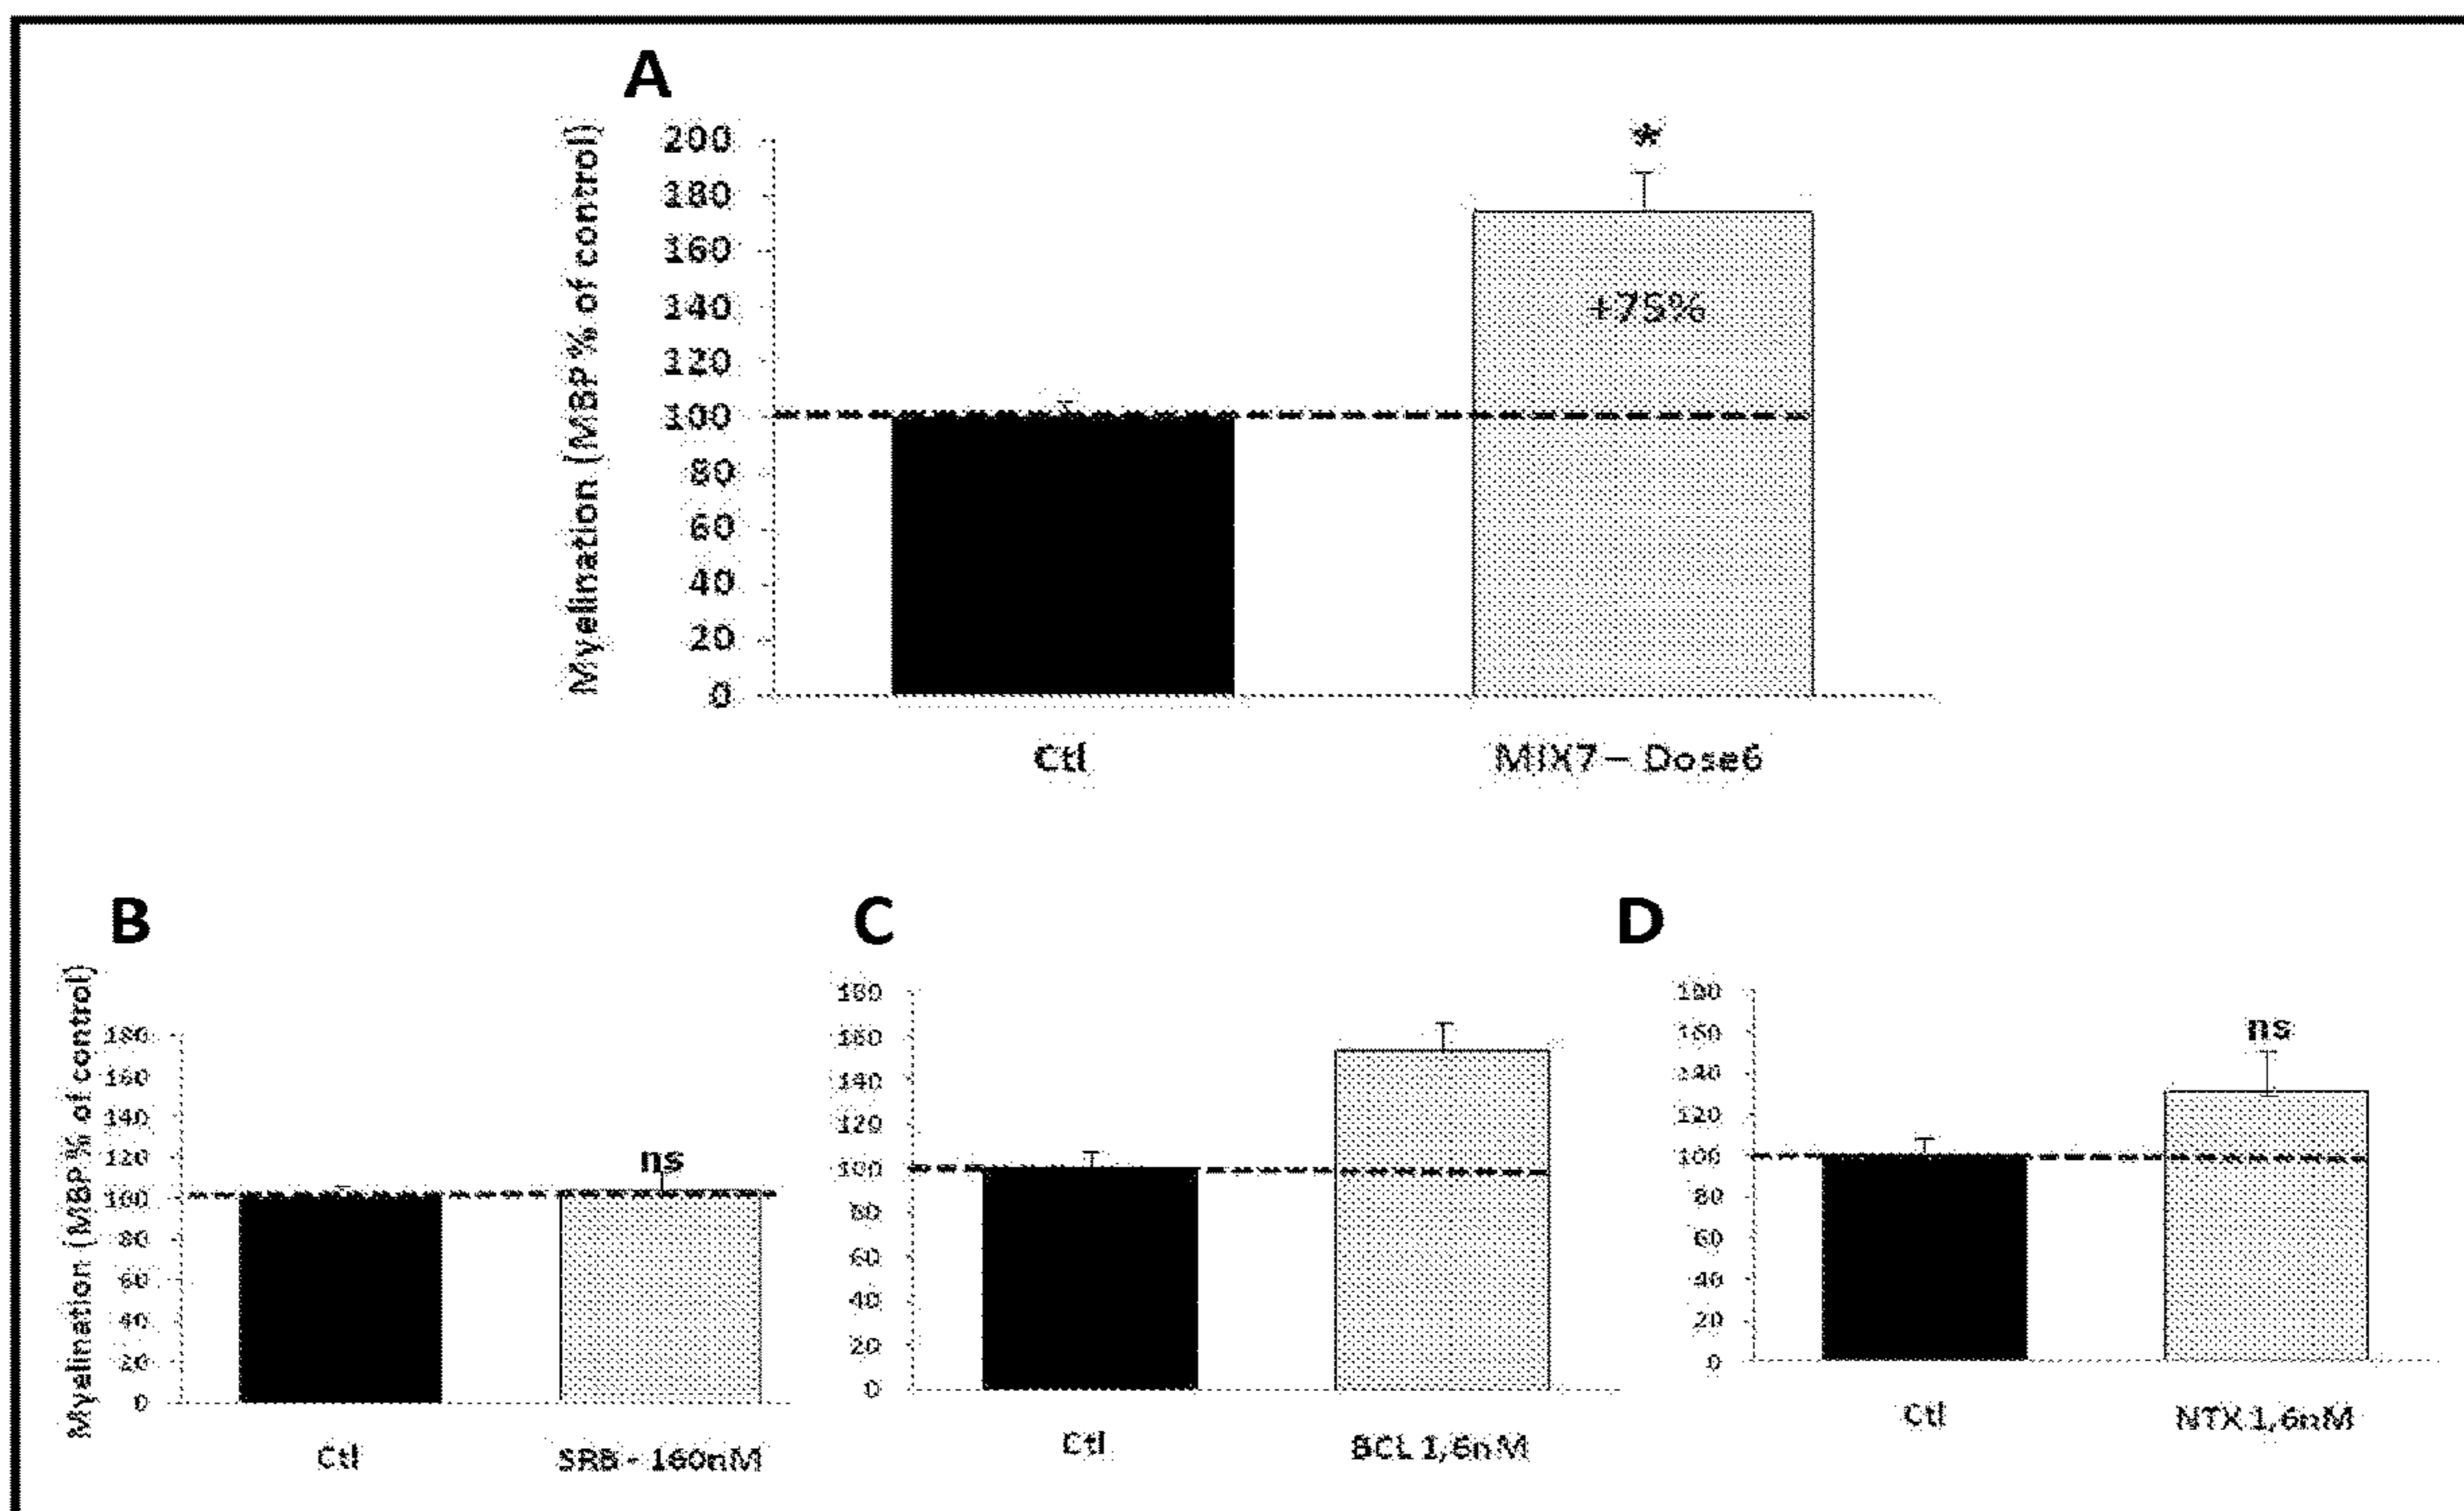 A
Myelination (MBP % of control)
200
180
160
140
120
100
80
60
40
20
0
*
+75%
Ctl
MIX7 – Dose6
B
Myelination (MBP % of control)
180
160
140
120
100
80
60
40
20
0
ns
Ctl
SRB - 160nM
C
180
160
140
120
100
80
60
40
20
0
Ctl
BCL 1,6nM
D
180
160
140
120
100
80
60
40
20
0
ns
Ctl
NTX 1,6nM